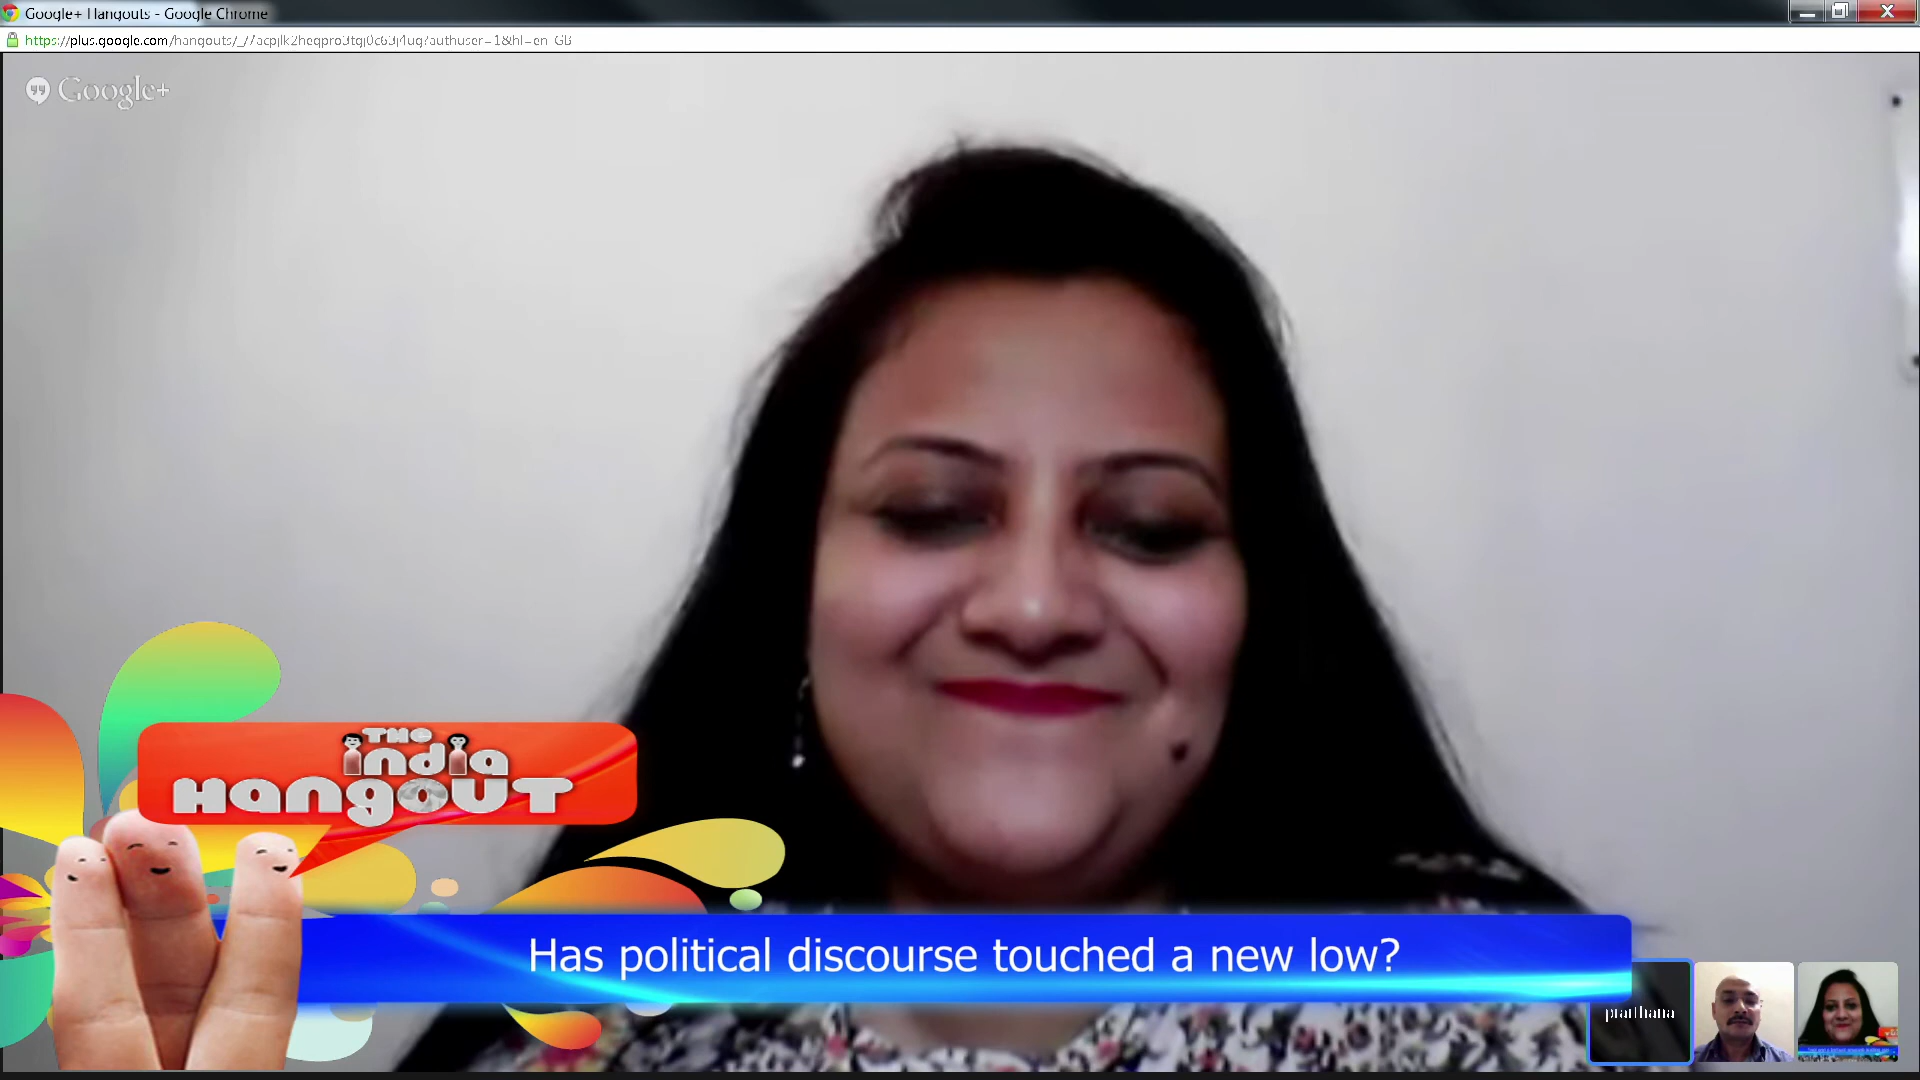 Google+ Hangouts - Google Chrome
Google+
THE
india
HangOUT
Has political discourse touched a new low?
prarthana